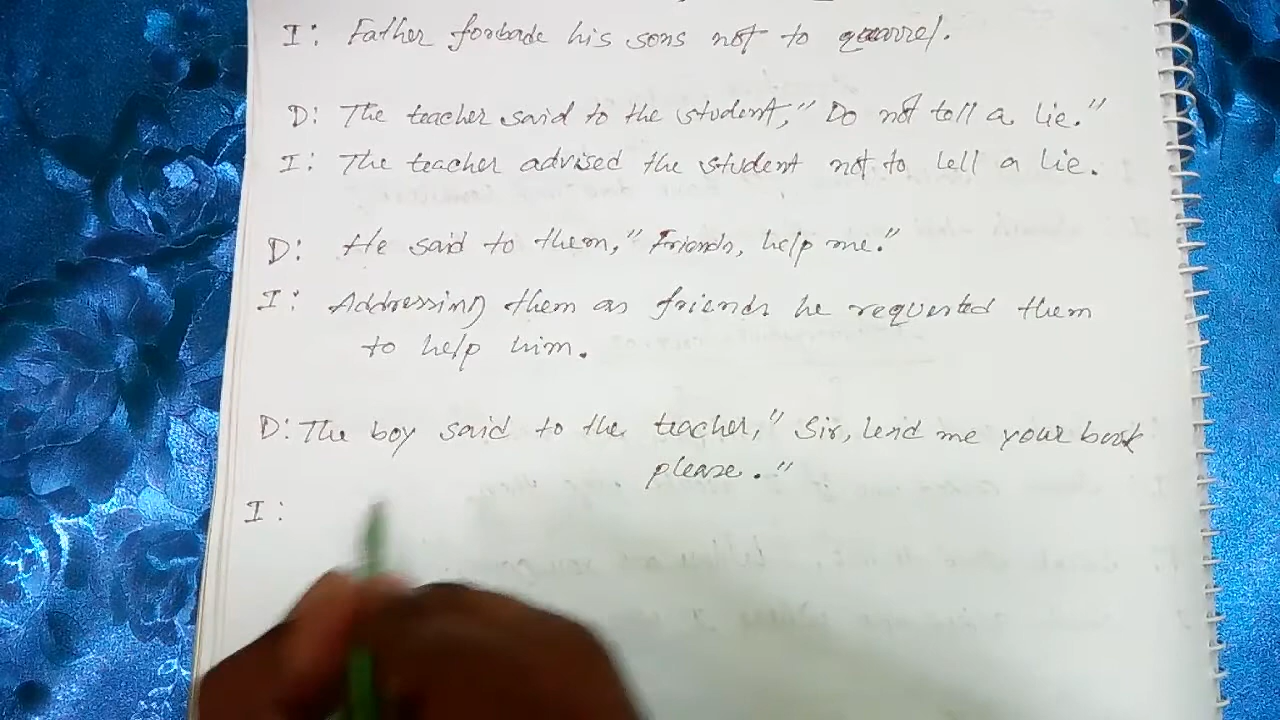 I: Father forbade his sons not to quarrel.
D: The teacher said to the student," Do not tell a lie."
I: The teacher advised the student not to tell a lie.
D: He said to them," Friends, help me."
I: Addressing them as friends he requested them
to help him.
D: The boy said to the teacher," Sir, lend me your book
please."
I: